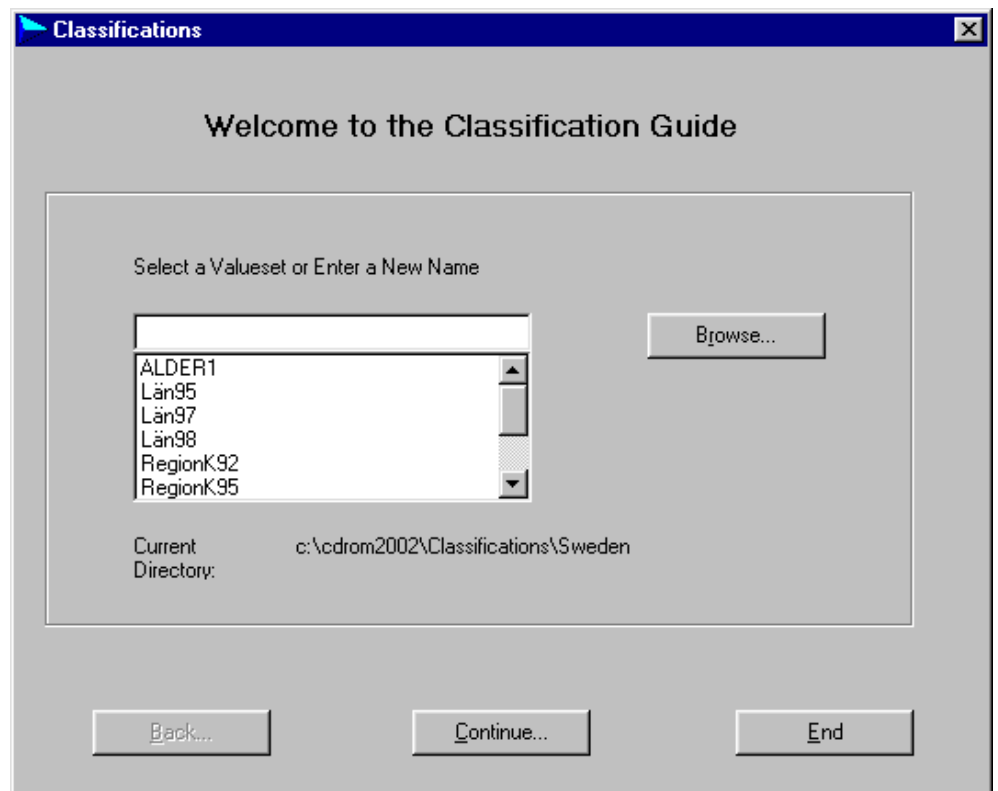 Classifications
Welcome to the Classification Guide
Select a Valueset or Enter a New Name
Browse...
ALDER1
Län95
Län97
Län98
RegionK92
RegionK95
Current Directory:
c:\cdrom2002\Classifications\Sweden
Back...
Continue...
End